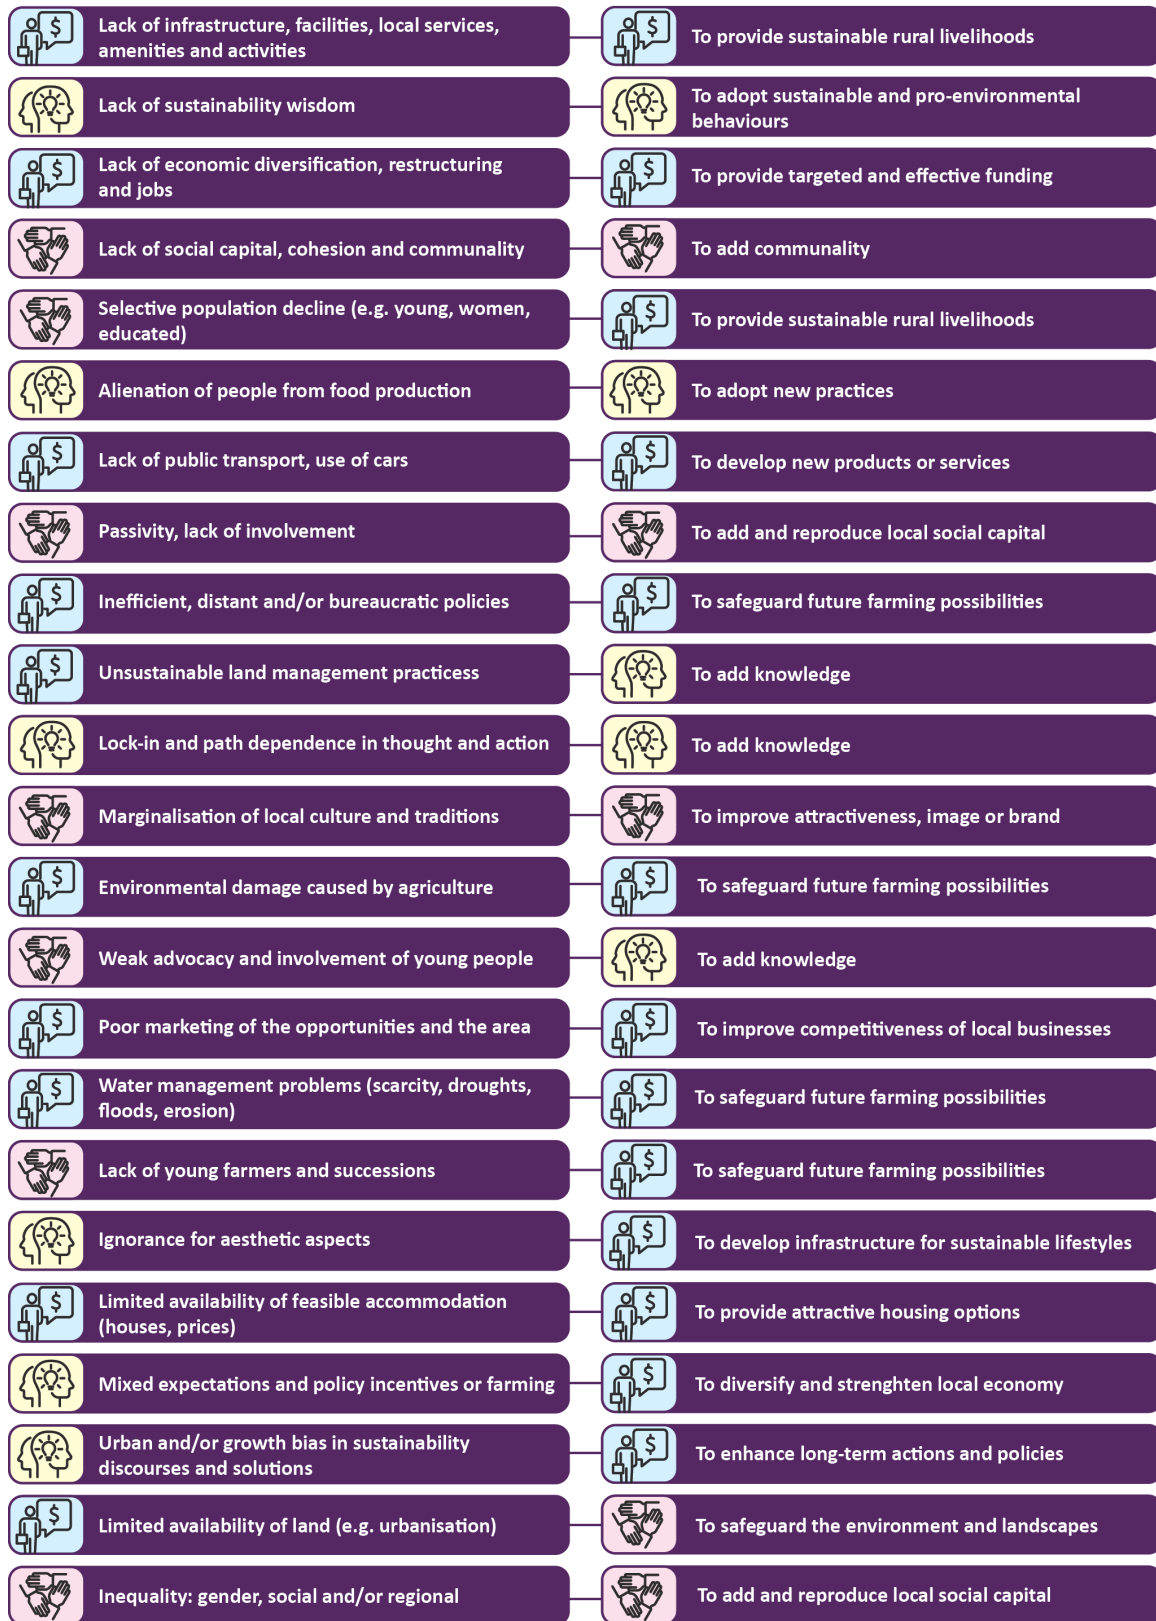 $
Lack of infrastructure, facilities, local services,
amenities and activities
$
To provide sustainable rural livelihoods
Lack of sustainability wisdom
To adopt sustainable and pro-environmental
behaviours
$
Lack of economic diversification, restructuring
and jobs
$
To provide targeted and effective funding
Lack of social capital, cohesion and communality
To add communality
Selective population decline (e.g. young, women,
educated)
$
To provide sustainable rural livelihoods
Alienation of people from food production
To adopt new practices
$
Lack of public transport, use of cars
$
To develop new products or services
Passivity, lack of involvement
To add and reproduce local social capital
$
Inefficient, distant and/or bureaucratic policies
$
To safeguard future farming possibilities
$
Unsustainable land management practicess
To add knowledge
Lock-in and path dependence in thought and action
To add knowledge
Marginalisation of local culture and traditions
To improve attractiveness, image or brand
$
Environmental damage caused by agriculture
$
To safeguard future farming possibilities
Weak advocacy and involvement of young people
To add knowledge
$
Poor marketing of the opportunities and the area
$
To improve competitiveness of local businesses
$
Water management problems (scarcity, droughts,
floods, erosion)
$
To safeguard future farming possibilities
Lack of young farmers and successions
$
To safeguard future farming possibilities
Ignorance for aesthetic aspects
$
To develop infrastructure for sustainable lifestyles
$
Limited availability of feasible accommodation
(houses, prices)
$
To provide attractive housing options
Mixed expectations and policy incentives or farming
$
To diversify and strenghten local economy
Urban and/or growth bias in sustainability
discourses and solutions
$
To enhance long-term actions and policies
$
Limited availability of land (e.g. urbanisation)
To safeguard the environment and landscapes
Inequality: gender, social and/or regional
To add and reproduce local social capital